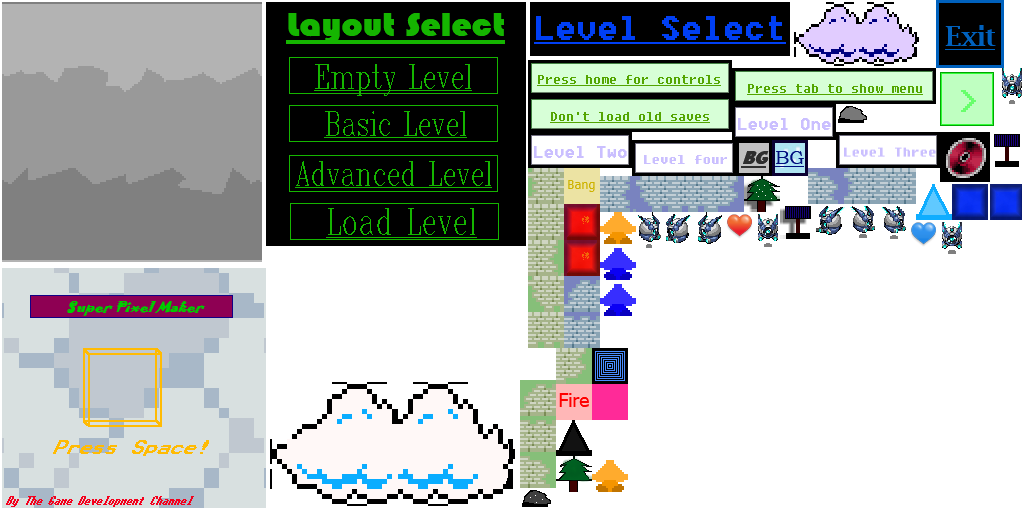 Layout Select
Empty Level
Basic Level
Advanced Level
Load Level
Level Select
Exit
Press home for controls
Press tab to show menu
>
Don't load old saves
Level One
Level Two
Level four
BG
BG
Level Three
Bang
Super Pixel Maker
Press Space!
By The Game Development Channel
Fire